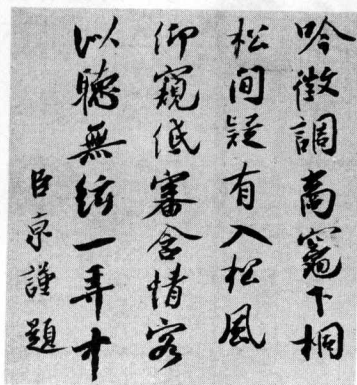 吟徵調商竈下桐
松間疑有入松風
仰窺低審含情客
似聽無絃一弄中
臣京謹題